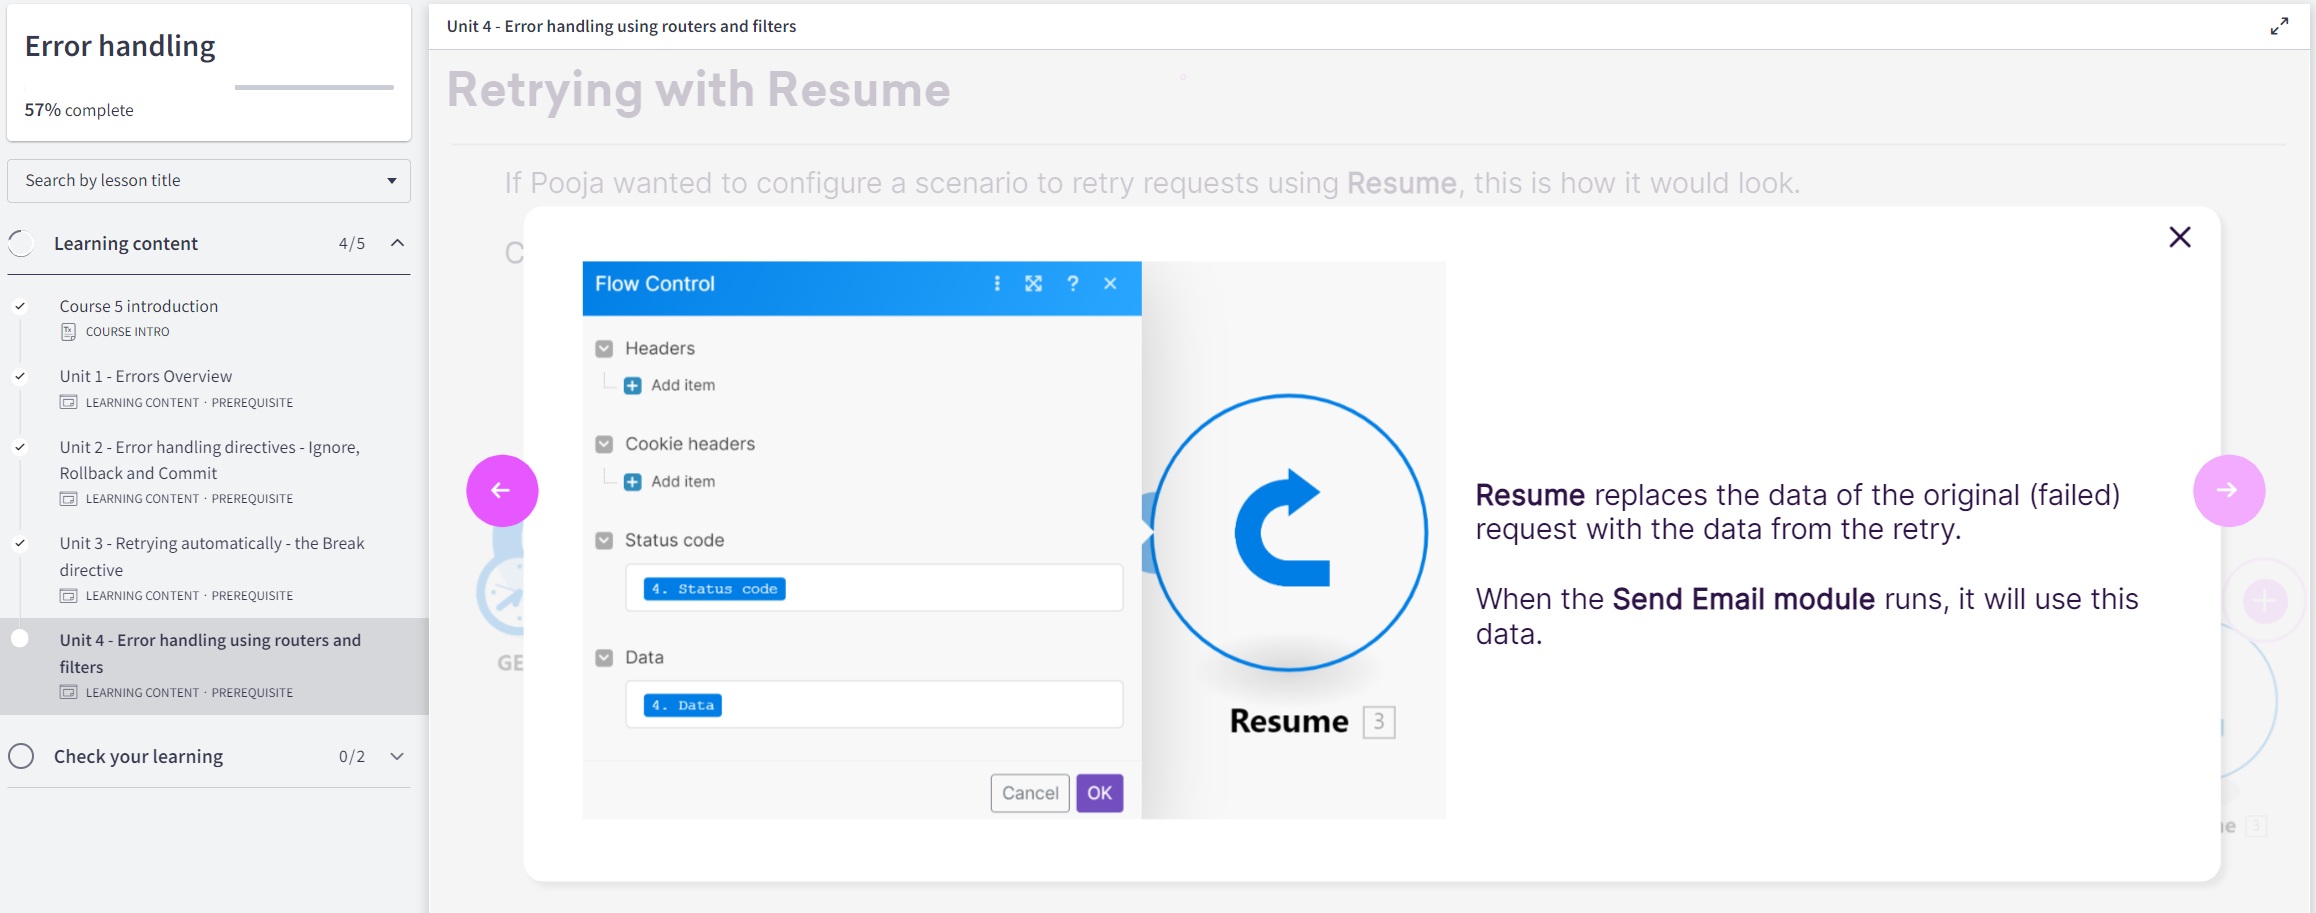 Error handling
57% complete
Search by lesson title
Learning content 4/5
Course 5 introduction
COURSE INTRO
Unit 1 - Errors Overview
LEARNING CONTENT · PREREQUISITE
Unit 2 - Error handling directives - Ignore,
Rollback and Commit
LEARNING CONTENT · PREREQUISITE
Unit 3 - Retrying automatically - the Break
directive
LEARNING CONTENT · PREREQUISITE
Unit 4 - Error handling using routers and
filters
LEARNING CONTENT · PREREQUISITE
Check your learning 0/2
Unit 4 - Error handling using routers and filters
Retrying with Resume
If Pooja wanted to configure a scenario to retry requests using Resume, this is how it would look.
Flow Control ?
Headers
Add item
Cookie headers
Add item
Status code
4. Status code
Data
4. Data
Cancel OK
Resume 3
Resume replaces the data of the original (failed)
request with the data from the retry.
When the Send Email module runs, it will use this
data.
3